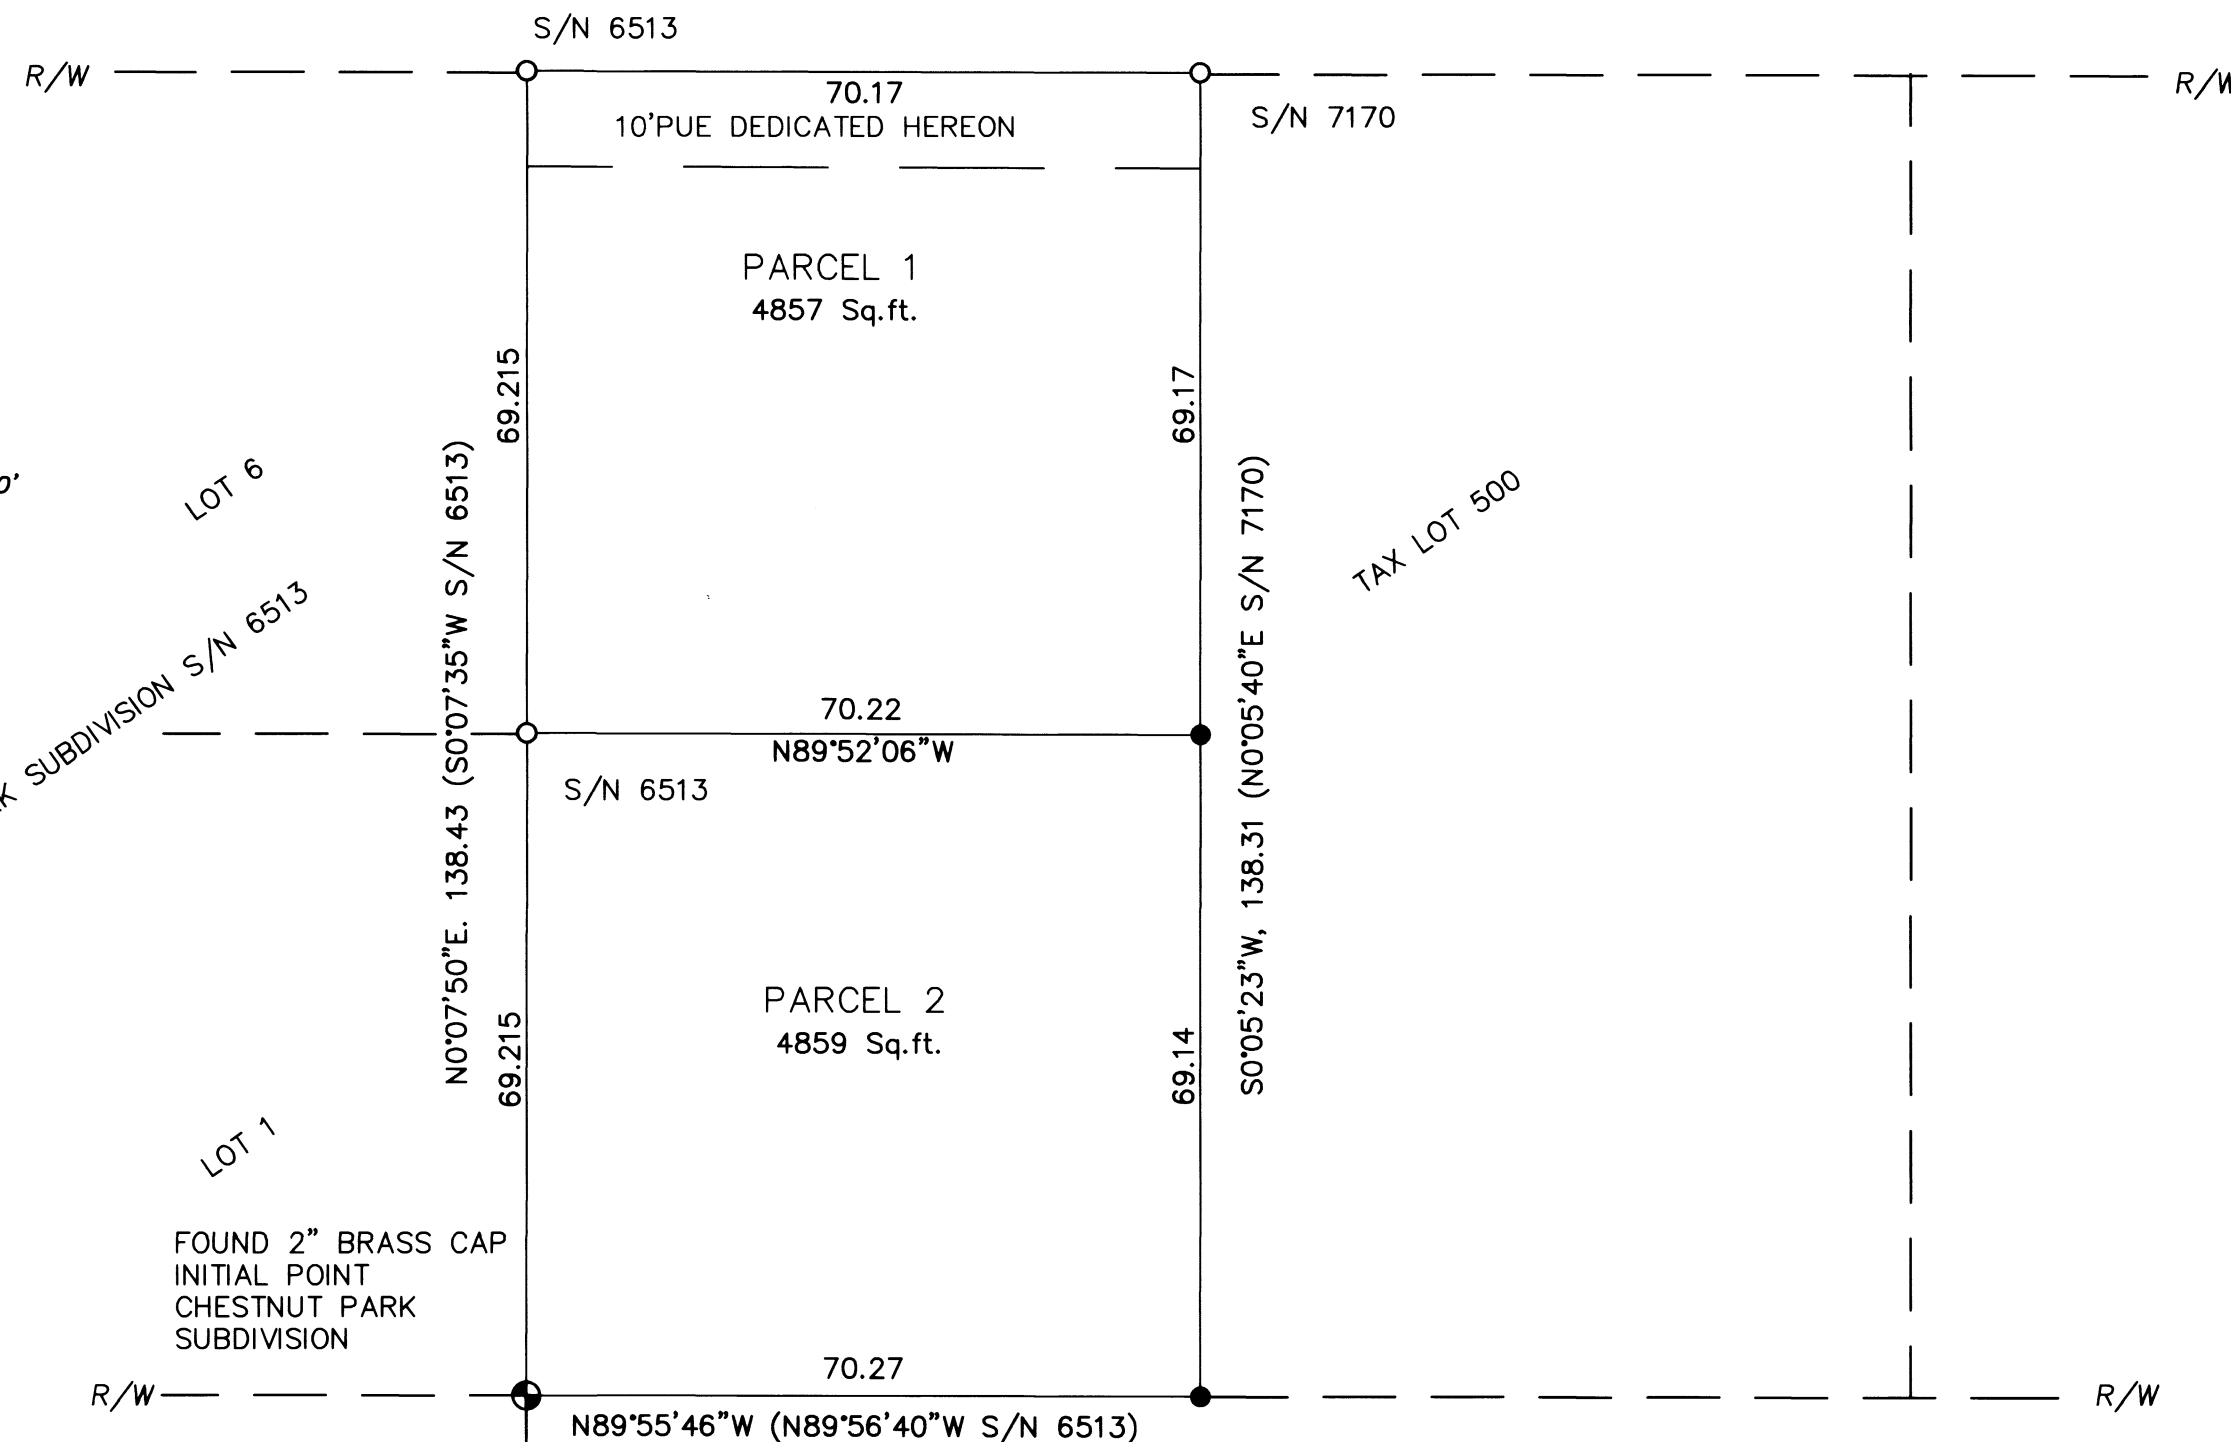 S/N 6513
R/W
R/W
70.17
10'PUE DEDICATED HEREON
S/N 7170
PARCEL 1
4857 Sq.ft.
69.215
69.17
LOT 6
TAX LOT 500
SUBDIVISION S/N 6513
N0°07'50"E. 138.43 (S0°07'35"W S/N 6513)
S0°05'23"W, 138.31 (N0°05'40"E S/N 7170)
70.22
N89°52'06"W
S/N 6513
PARCEL 2
4859 Sq.ft.
69.215
69.14
LOT 1
FOUND 2" BRASS CAP
INITIAL POINT
CHESTNUT PARK
SUBDIVISION
70.27
R/W
R/W
N89°55'46"W (N89°56'40"W S/N 6513)